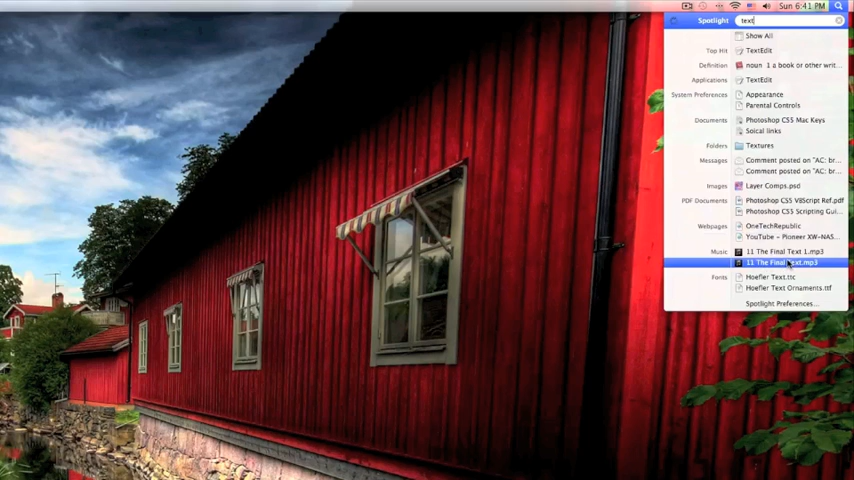 Sun 6:41 PM
Spotlight text
Show All
Top Hit TextEdit
Definition noun 1 a book or other writ...
Applications TextEdit
System Preferences Appearance
Parental Controls
Documents Photoshop CS5 Mac Keys
Soical links
Folders Textures
Messages Comment posted on "AC: br...
Comment posted on "AC: br...
Images Layer Comps.psd
PDF Documents Photoshop CS5 VBScript Ref.pdf
Photoshop CS5 Scripting Gui...
Webpages OneTechRepublic
YouTube - Pioneer XW-NAS...
Music 11 The Final Text 1.mp3
11 The Final Text.mp3
Fonts Hoefler Text.ttc
Hoefler Text Ornaments.ttf
Spotlight Preferences...